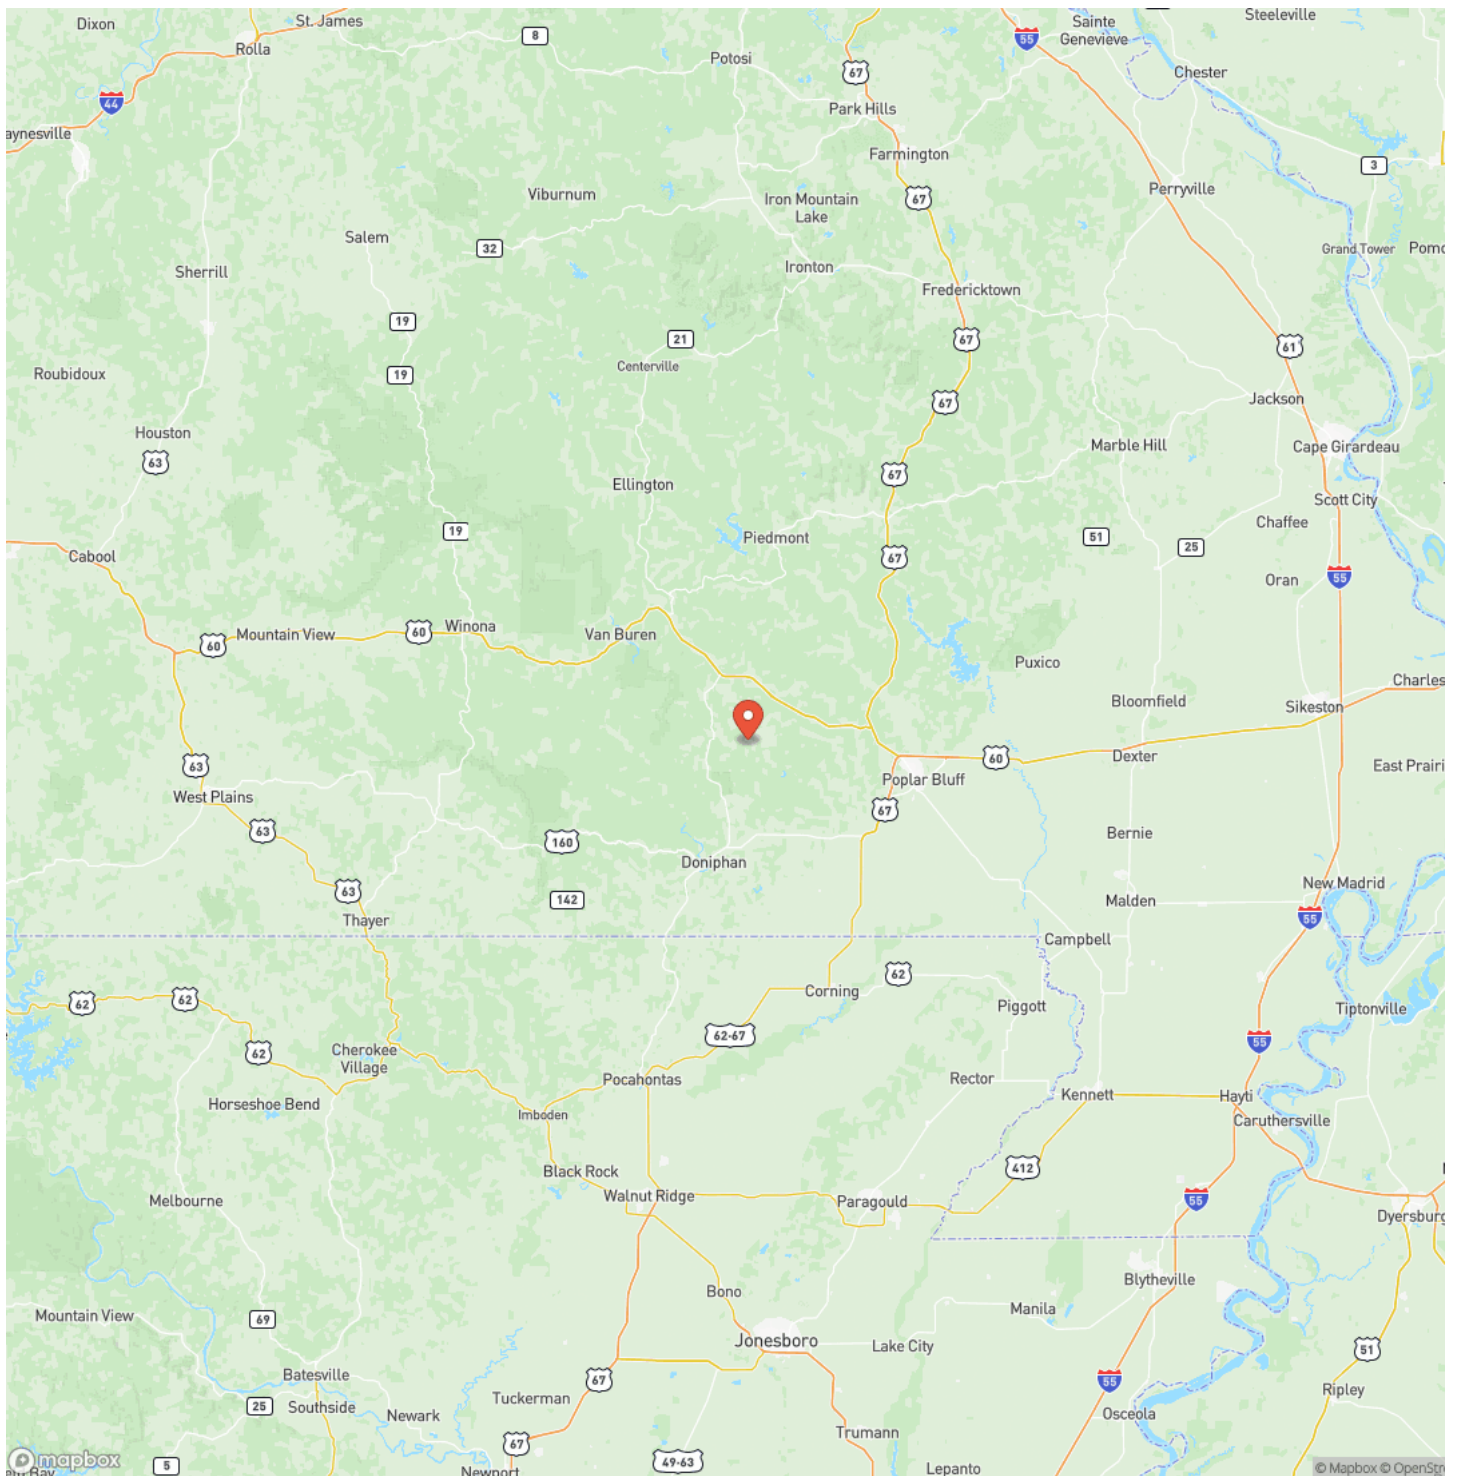 Dixon
St. James
8
Sainte
Genevieve
Steeleville
Rolla
55
Potosi
67
Chester
44
Park Hills
aynesville
Farmington
3
Viburnum
Iron Mountain
Lake
67
Perryville
Salem
32
Grand Tower
Pomo
Sherrill
Ironton
Fredericktown
19
21
67
61
Centerville
19
Roubidoux
67
Jackson
Houston
63
Marble Hill
Cape Girardeau
Ellington
67
Scott City
19
Piedmont
51
Chaffee
25
Cabool
67
Oran
55
60
Mountain View
60
Winona
Van Buren
Puxico
Charles
Bloomfield
Sikeston
63
60
Dexter
East Prairi
West Plains
Poplar Bluff
67
63
160
Bernie
Doniphan
63
142
Malden
New Madrid
55
Thayer
Campbell
62
62
62
Corning
Piggott
Tiptonville
62
62-67
55
Cherokee
Village
Pocahontas
Rector
Horseshoe Bend
Imboden
Kennett
Hayti
Caruthersville
Black Rock
412
Melbourne
Walnut Ridge
Paragould
55
Dyersburg
Blytheville
Bono
Mountain View
69
Manila
Jonesboro
Lake City
51
Batesville
67
55
Tuckerman
Ripley
25
Southside
Newark
Osceola
67
Trumann
mapbox
5
49-63
Newport
Lepanto
© Mapbox © OpenStre